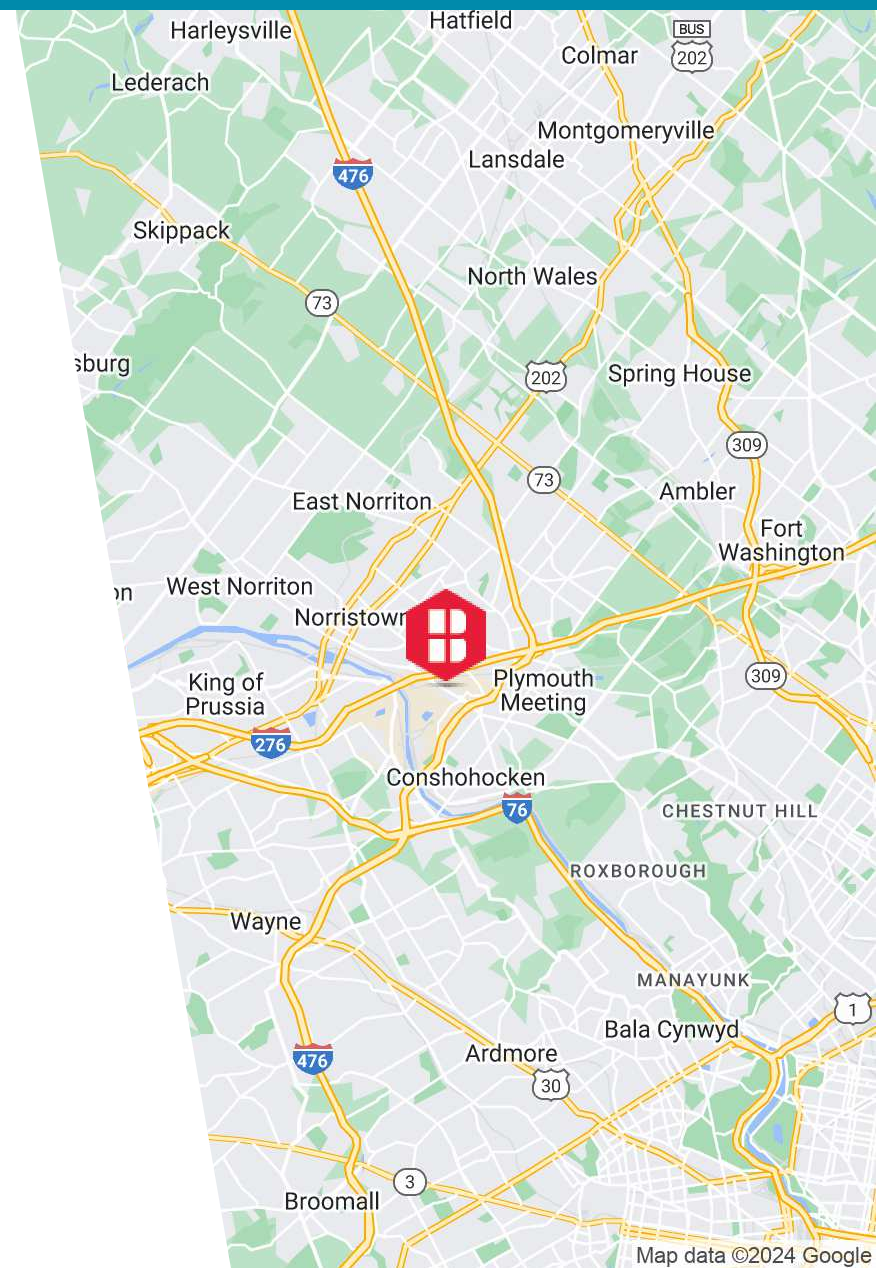 Hatfield
Harleysville
BUS
202
Colmar
Lederach
Montgomeryville
Lansdale
476
Skippack
North Wales
73
sburg
202
Spring House
309
73
Ambler
East Norriton
Fort
Washington
West Norriton
on
Norristown
King of
Prussia
Plymouth
Meeting
309
276
Conshohocken
76
CHESTNUT HILL
ROXBOROUGH
Wayne
MANAYUNK
1
Bala Cynwyd
Ardmore
476
30
3
Broomall
Map data ©2024 Google